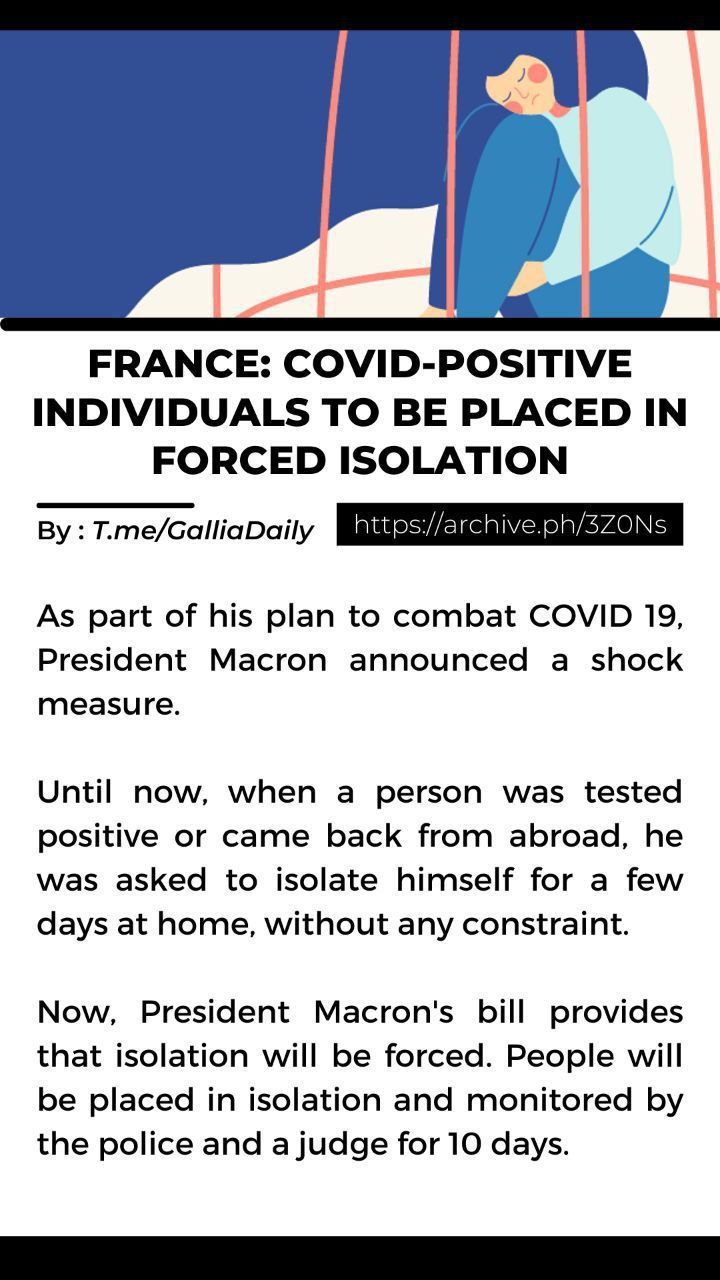 FRANCE: COVID-POSITIVE
INDIVIDUALS TO BE PLACED IN
FORCED ISOLATION
By : T.me/GalliaDaily
https://archive.ph/3Z0Ns
As part of his plan to combat COVID 19,
President Macron announced a shock
measure.
Until now, when a person was tested
positive or came back from abroad, he
was asked to isolate himself for a few
days at home, without any constraint.
Now, President Macron's bill provides
that isolation will be forced. People will
be placed in isolation and monitored by
the police and a judge for 10 days.